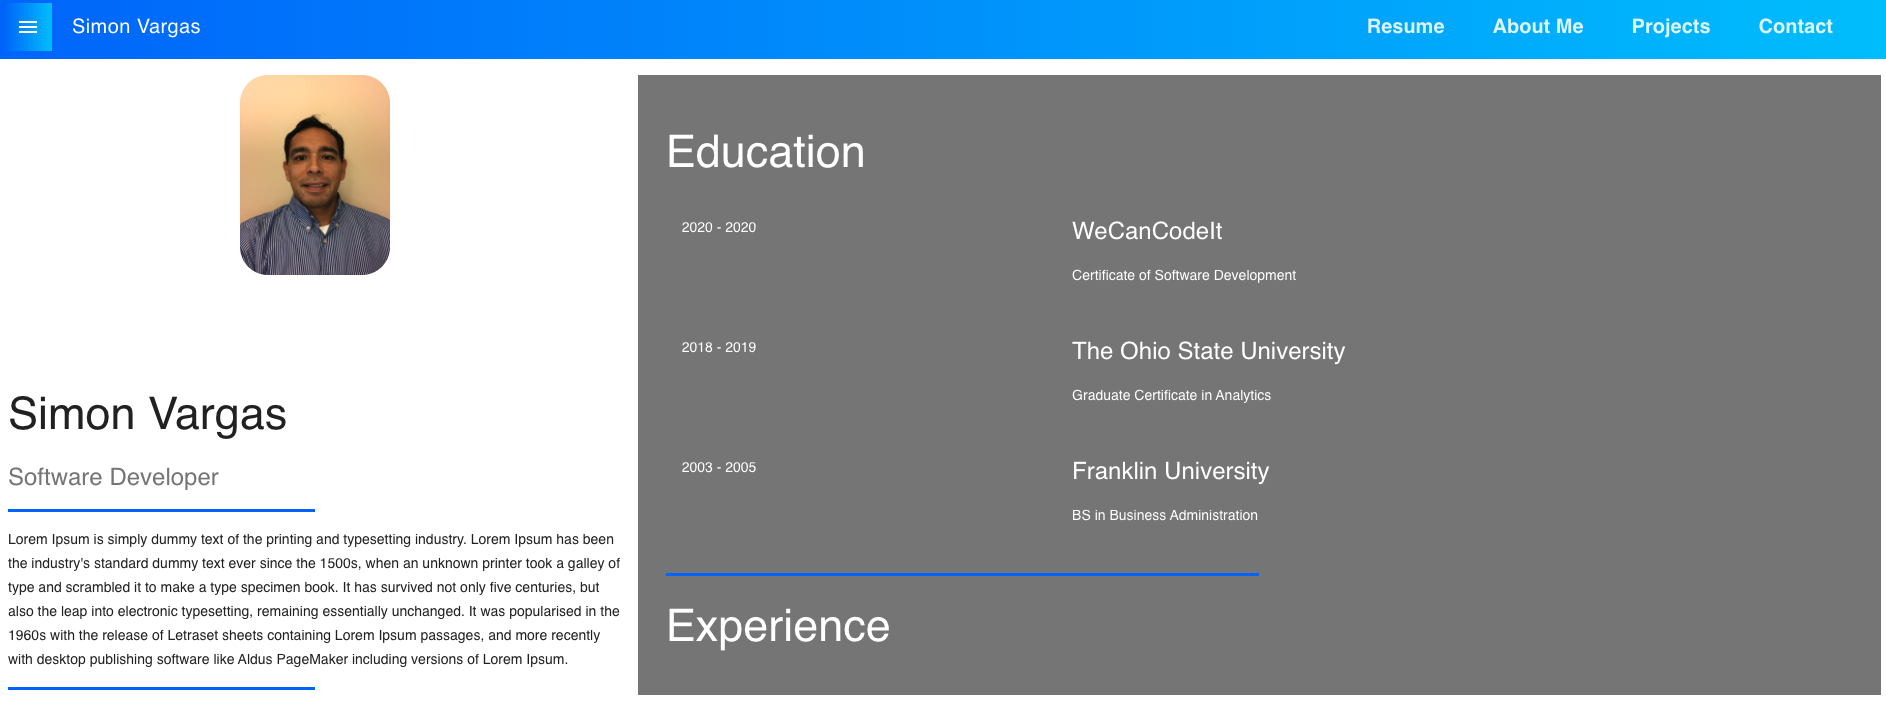 Simon Vargas
Resume About Me Projects Contact
Simon Vargas
Software Developer
Lorem Ipsum is simply dummy text of the printing and typesetting industry. Lorem Ipsum has been
the industry's standard dummy text ever since the 1500s, when an unknown printer took a galley of
type and scrambled it to make a type specimen book. It has survived not only five centuries, but
also the leap into electronic typesetting, remaining essentially unchanged. It was popularised in the
1960s with the release of Letraset sheets containing Lorem Ipsum passages, and more recently
with desktop publishing software like Aldus PageMaker including versions of Lorem Ipsum.
Education
2020 - 2020
WeCanCodeIt
Certificate of Software Development
2018 - 2019
The Ohio State University
Graduate Certificate in Analytics
2003 - 2005
Franklin University
BS in Business Administration
Experience